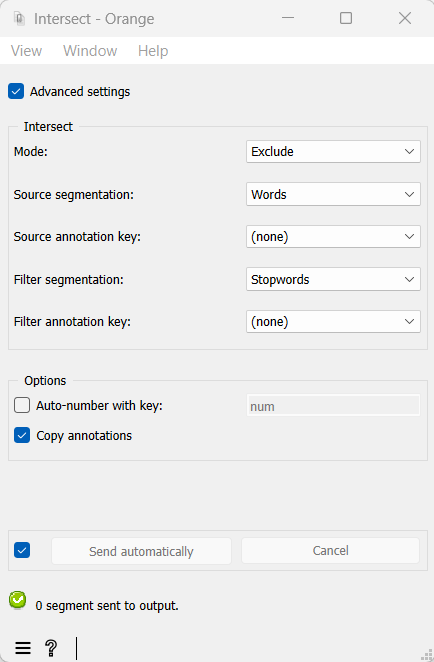 Intersect - Orange
View Window Help
Advanced settings
Intersect
Mode: Exclude
Source segmentation: Words
Source annotation key: (none)
Filter segmentation: Stopwords
Filter annotation key: (none)
Options
Auto-number with key: num
Copy annotations
Send automatically Cancel
0 segment sent to output.
?